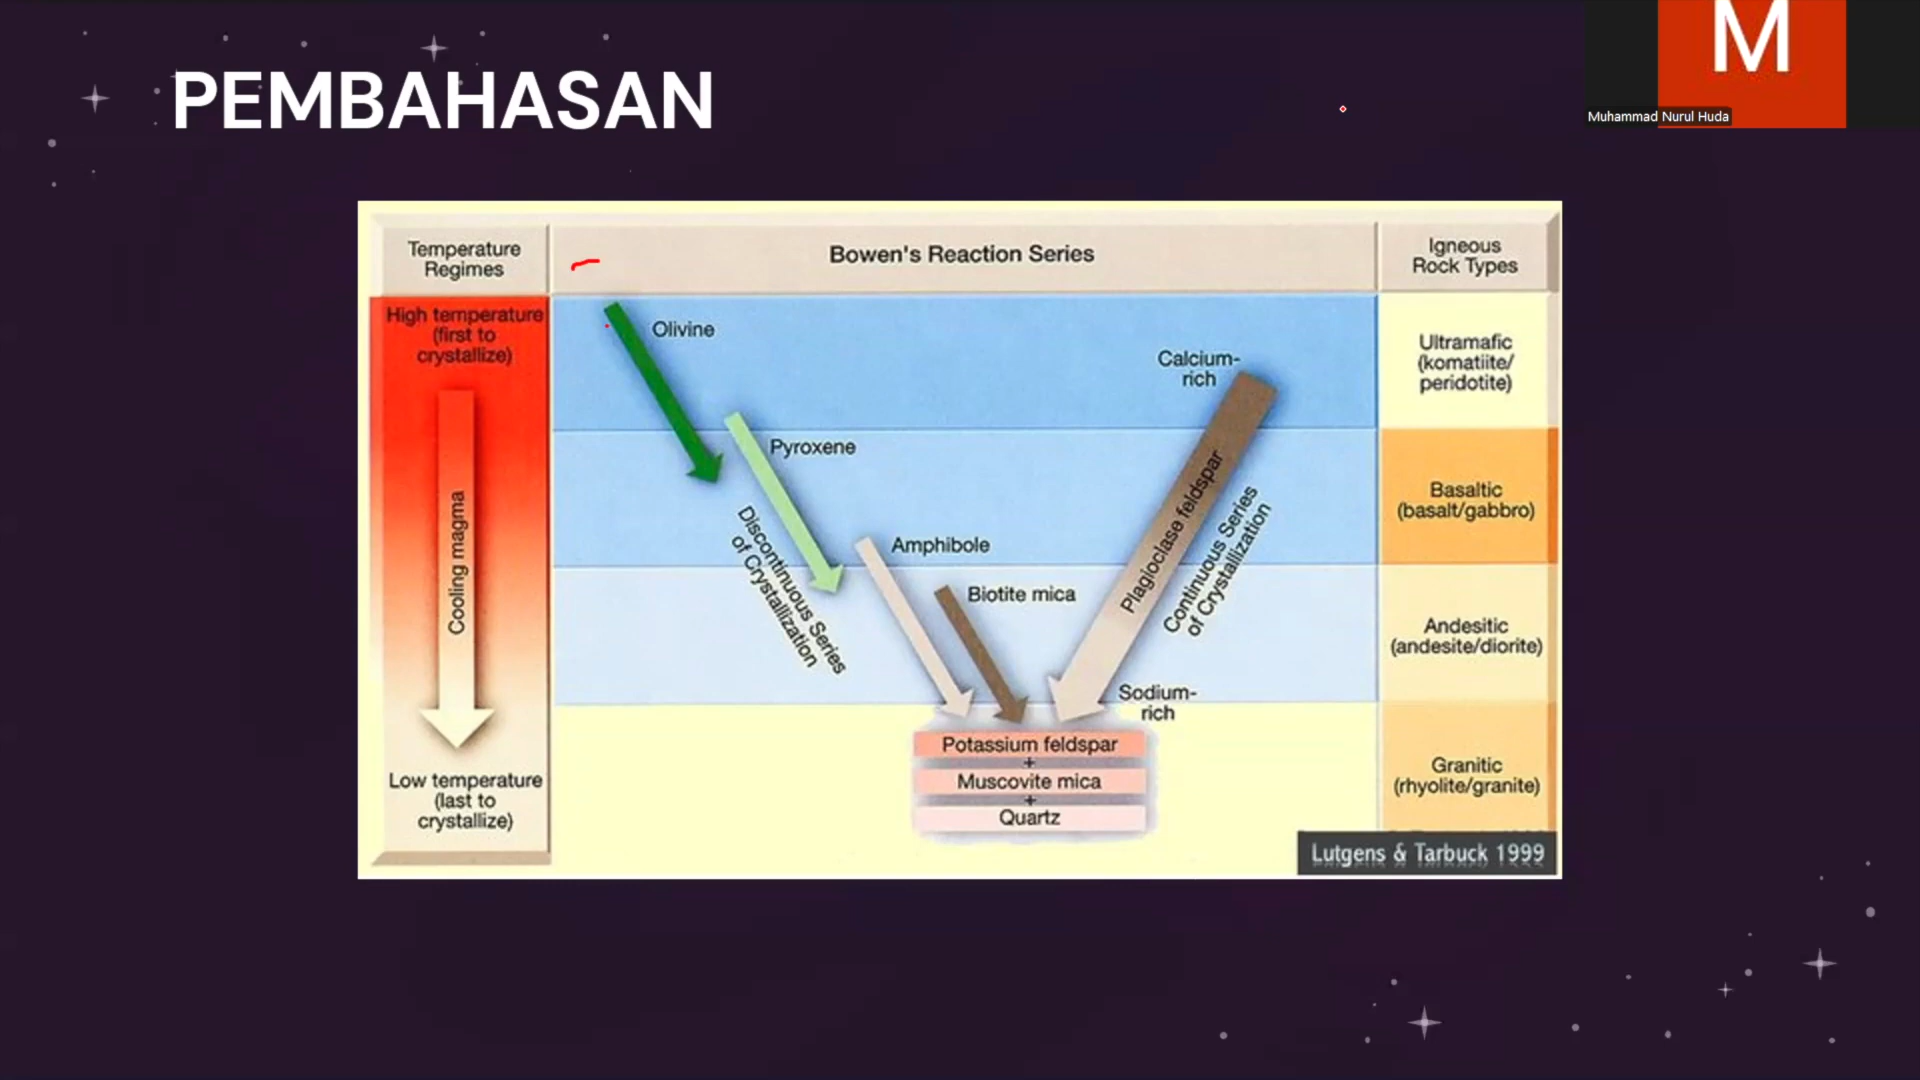 PEMBAHASAN
M
Muhammad Nurul Huda
Temperature
Regimes
Bowen's Reaction Series
Igneous
Rock Types
High temperature
(first to
crystallize)
Cooling magma
Low temperature
(last to
crystallize)
Olivine
Pyroxene
Discontinuous Series
of Crystallization
Amphibole
Biotite mica
Calcium-
rich
Plagioclase feldspar
Continuous Series
of Crystallization
Sodium-
rich
Potassium feldspar
+
Muscovite mica
+
Quartz
Ultramafic
(komatiite/
peridotite)
Basaltic
(basalt/gabbro)
Andesitic
(andesite/diorite)
Granitic
(rhyolite/granite)
Lutgens & Tarbuck 1999